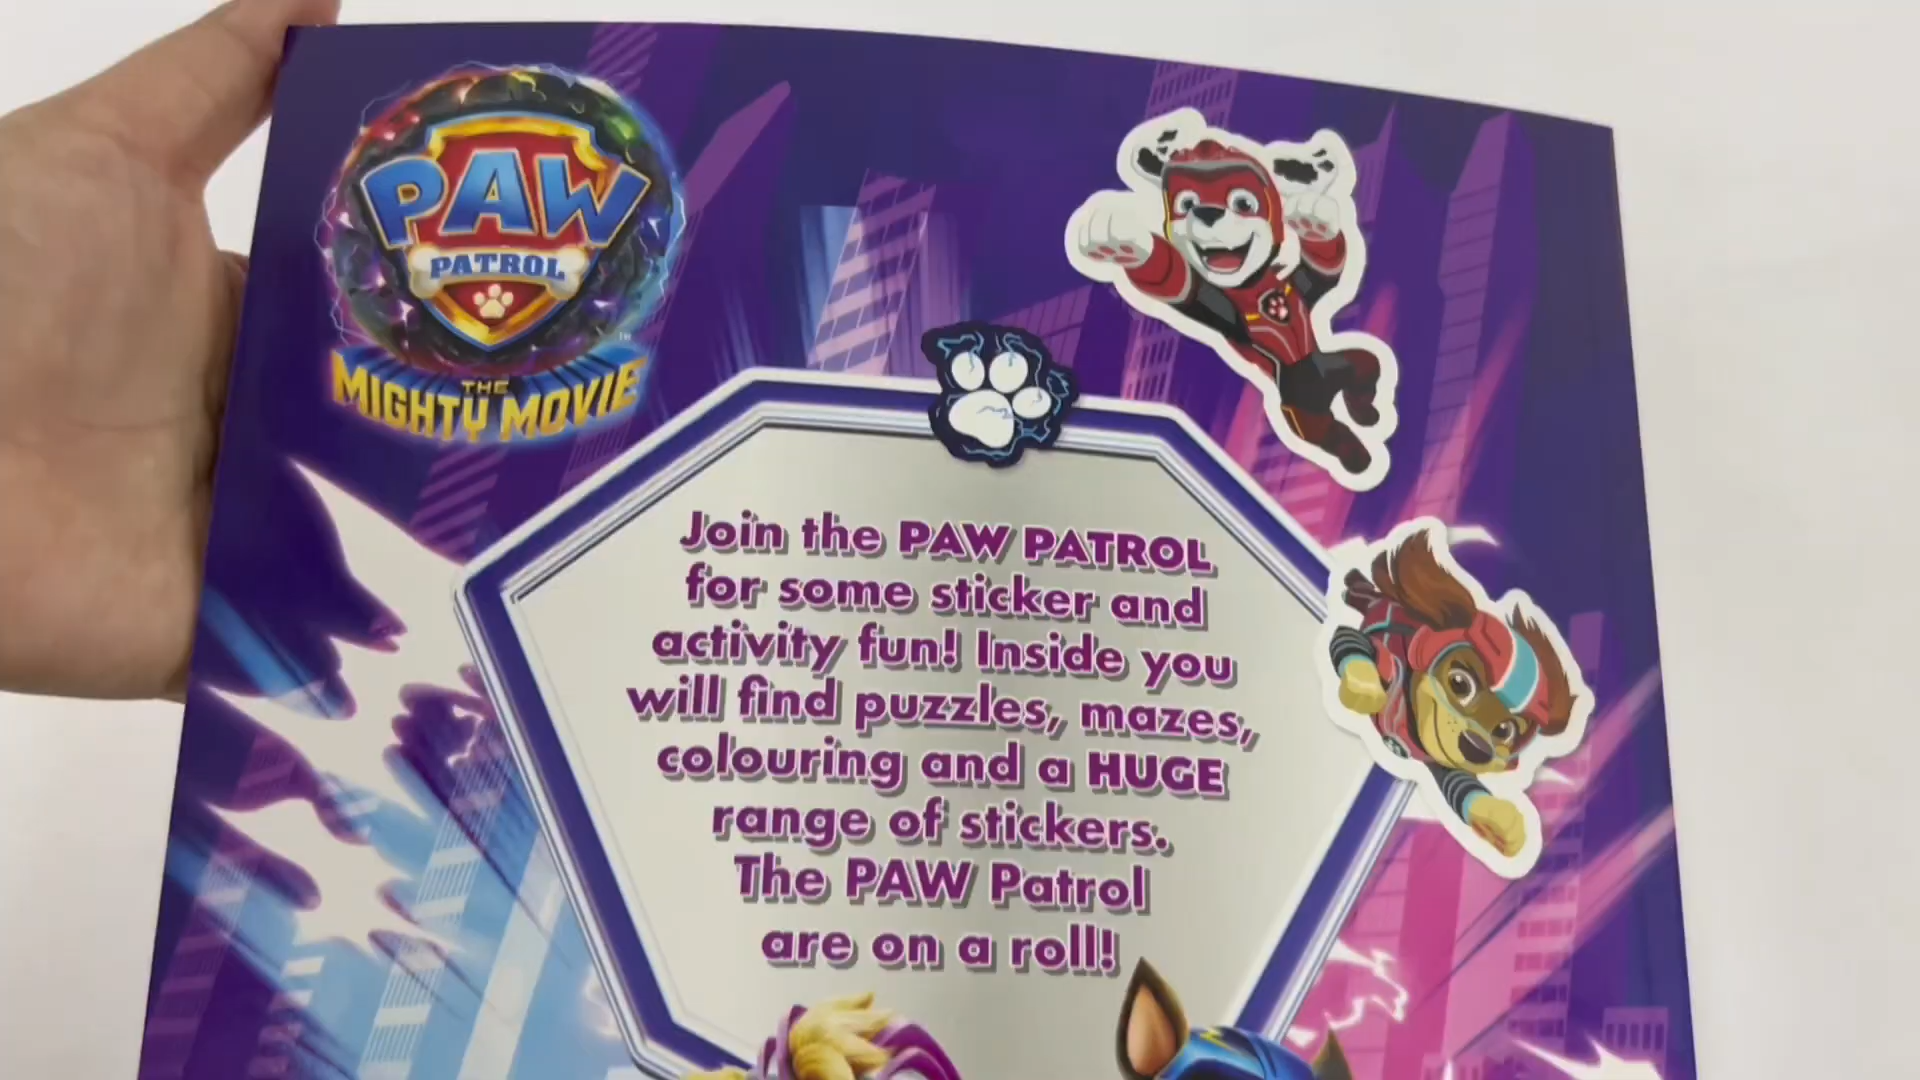 PAW
PATROL
™
THE
MIGHTY MOVIE
Join the PAW PATROL
for some sticker and
activity fun! Inside you
will find puzzles, mazes,
colouring and a HUGE
range of stickers.
The PAW Patrol
are on a roll!